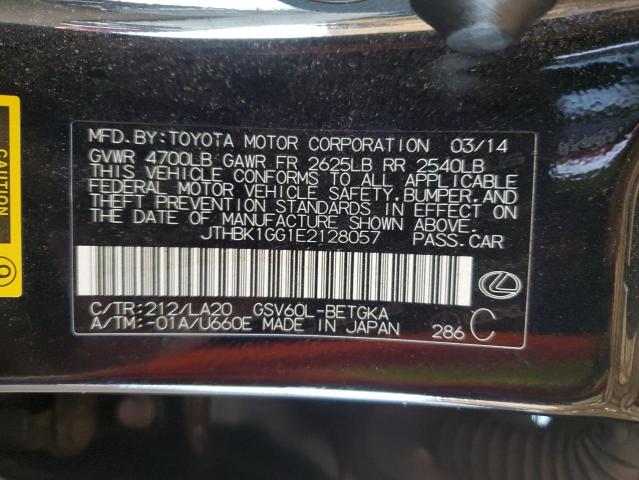 MFD.BY:TOYOTA MOTOR CORPORATION 03/14
GVWR 4700LB GAWR FR 2625LB RR 2540LB
THIS VEHICLE CONFORMS TO ALL APPLICABLE
FEDERAL MOTOR VEHICLE SAFETY,BUMPER,AND
THEFT PREVENTION STANDARDS IN EFFECT ON
THE DATE OF MANUFACTURE SHOWN ABOVE.
JTHBK1GG1E2128057 PASS.CAR
C/TR:212/LA20 GSV60L-BETGKA
A/TM:-01A/U660E MADE IN JAPAN 286 C
CAUTION